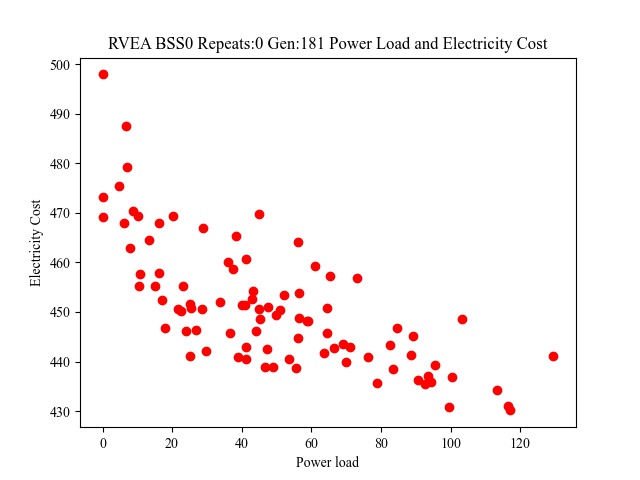 RVEA BSS0 Repeats:0 Gen:181 Power Load and Electricity Cost
500
490
480
470
460
450
440
430
Electricity Cost
0 20 40 60 80 100 120
Power load